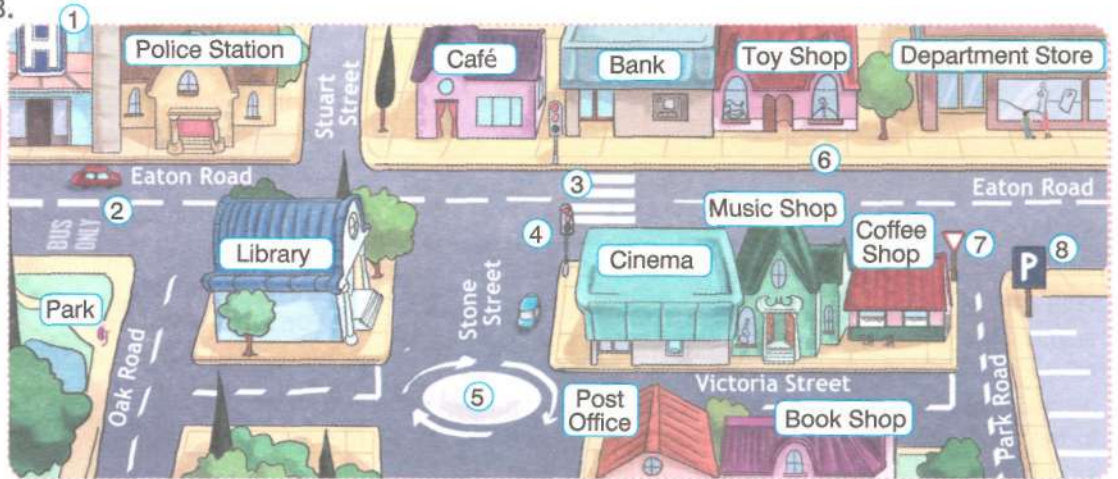 3.
1
H
Police Station
Stuart
Street
Café
Bank
Toy Shop
Department Store
6
Eaton Road
3
Eaton Road
2
BUS
ONLY
4
Music Shop
Coffee
Shop
7
8
P
Library
Cinema
Park
Stone
Street
Oak Road
5
Post
Office
Victoria Street
Book Shop
Park Road